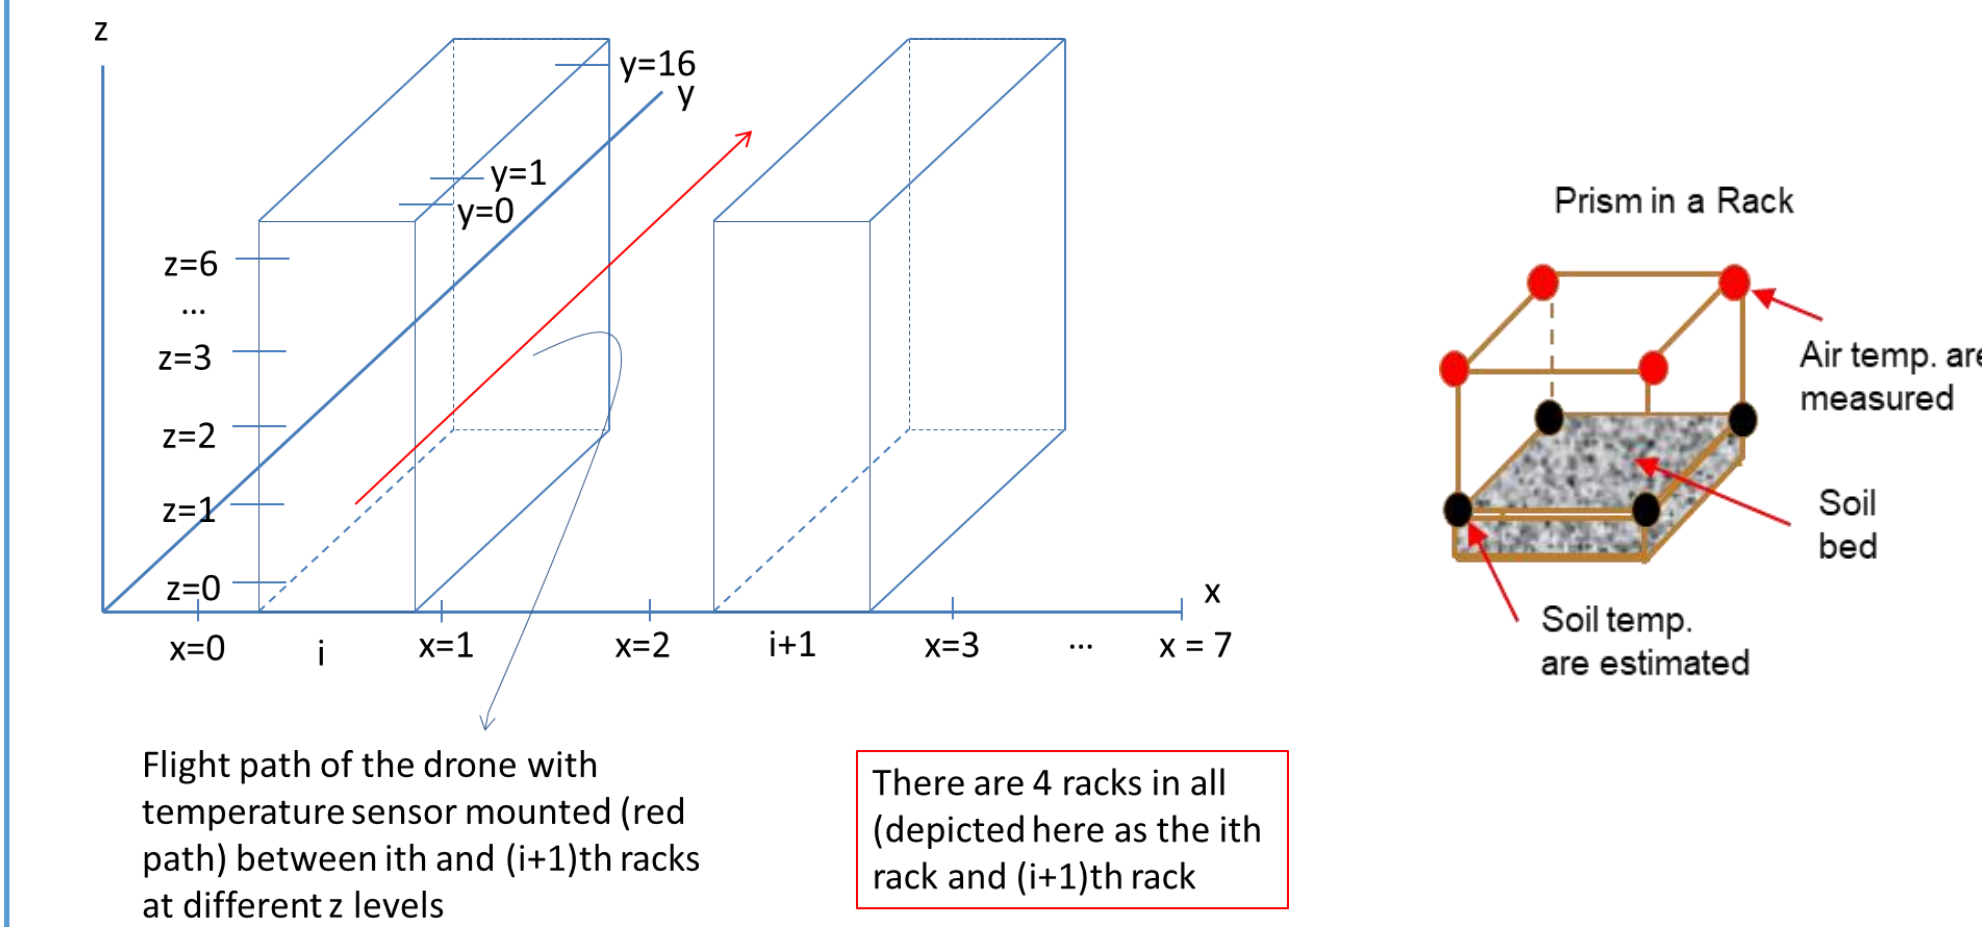 z
y=16
y
y=1
y=0
z=6
...
z=3
z=2
z=1
z=0
x
x=0
i
x=1
x=2
i+1
x=3
...
x = 7
Flight path of the drone with
temperature sensor mounted (red
path) between ith and (i+1)th racks
at different z levels
There are 4 racks in all
(depicted here as the ith
rack and (i+1)th rack
Prism in a Rack
Air temp. are
measured
Soil
bed
Soil temp.
are estimated